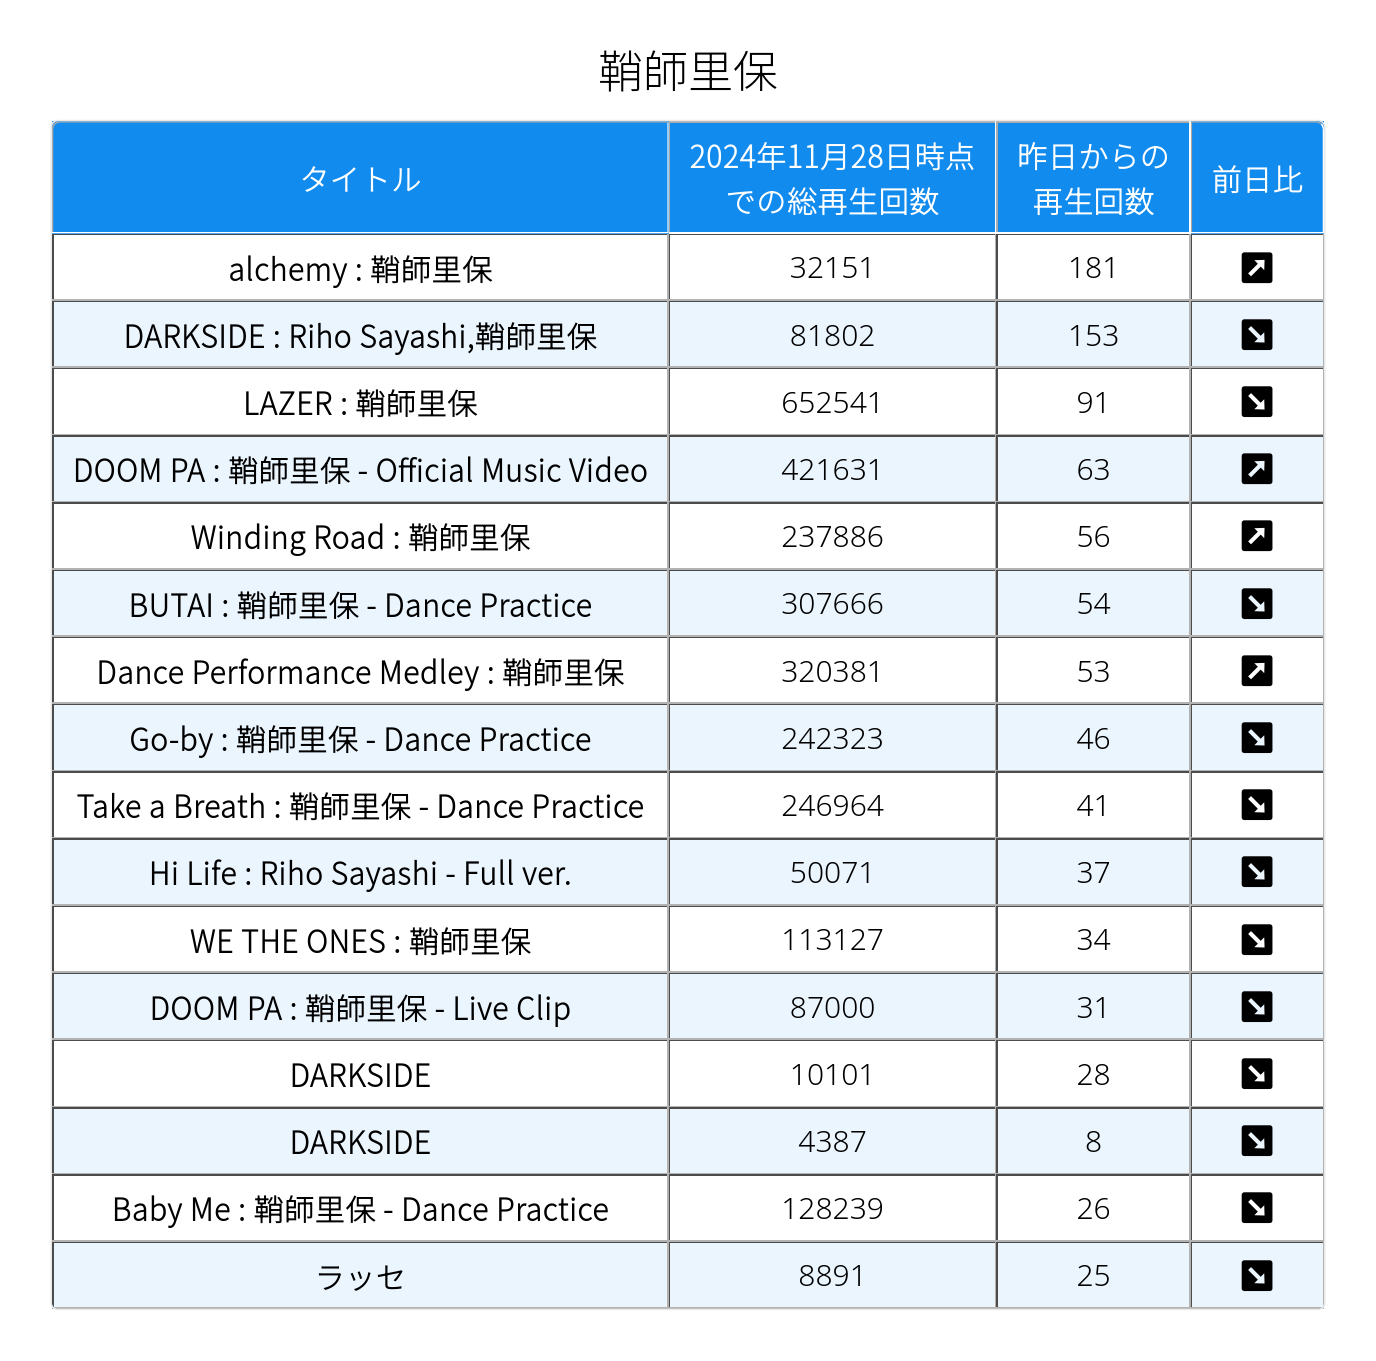 鞘師里保
タイトル 2024年11月28日時点 での総再生回数 昨日からの 再生回数 前日比
alchemy : 鞘師里保 32151 181
DARKSIDE : Riho Sayashi,鞘師里保 81802 153
LAZER : 鞘師里保 652541 91
DOOM PA : 鞘師里保 - Official Music Video 421631 63
Winding Road : 鞘師里保 237886 56
BUTAI : 鞘師里保 - Dance Practice 307666 54
Dance Performance Medley : 鞘師里保 320381 53
Go-by : 鞘師里保 - Dance Practice 242323 46
Take a Breath : 鞘師里保 - Dance Practice 246964 41
Hi Life : Riho Sayashi - Full ver. 50071 37
WE THE ONES : 鞘師里保 113127 34
DOOM PA : 鞘師里保 - Live Clip 87000 31
DARKSIDE 10101 28
DARKSIDE 4387 8
Baby Me : 鞘師里保 - Dance Practice 128239 26
ラッセ 8891 25